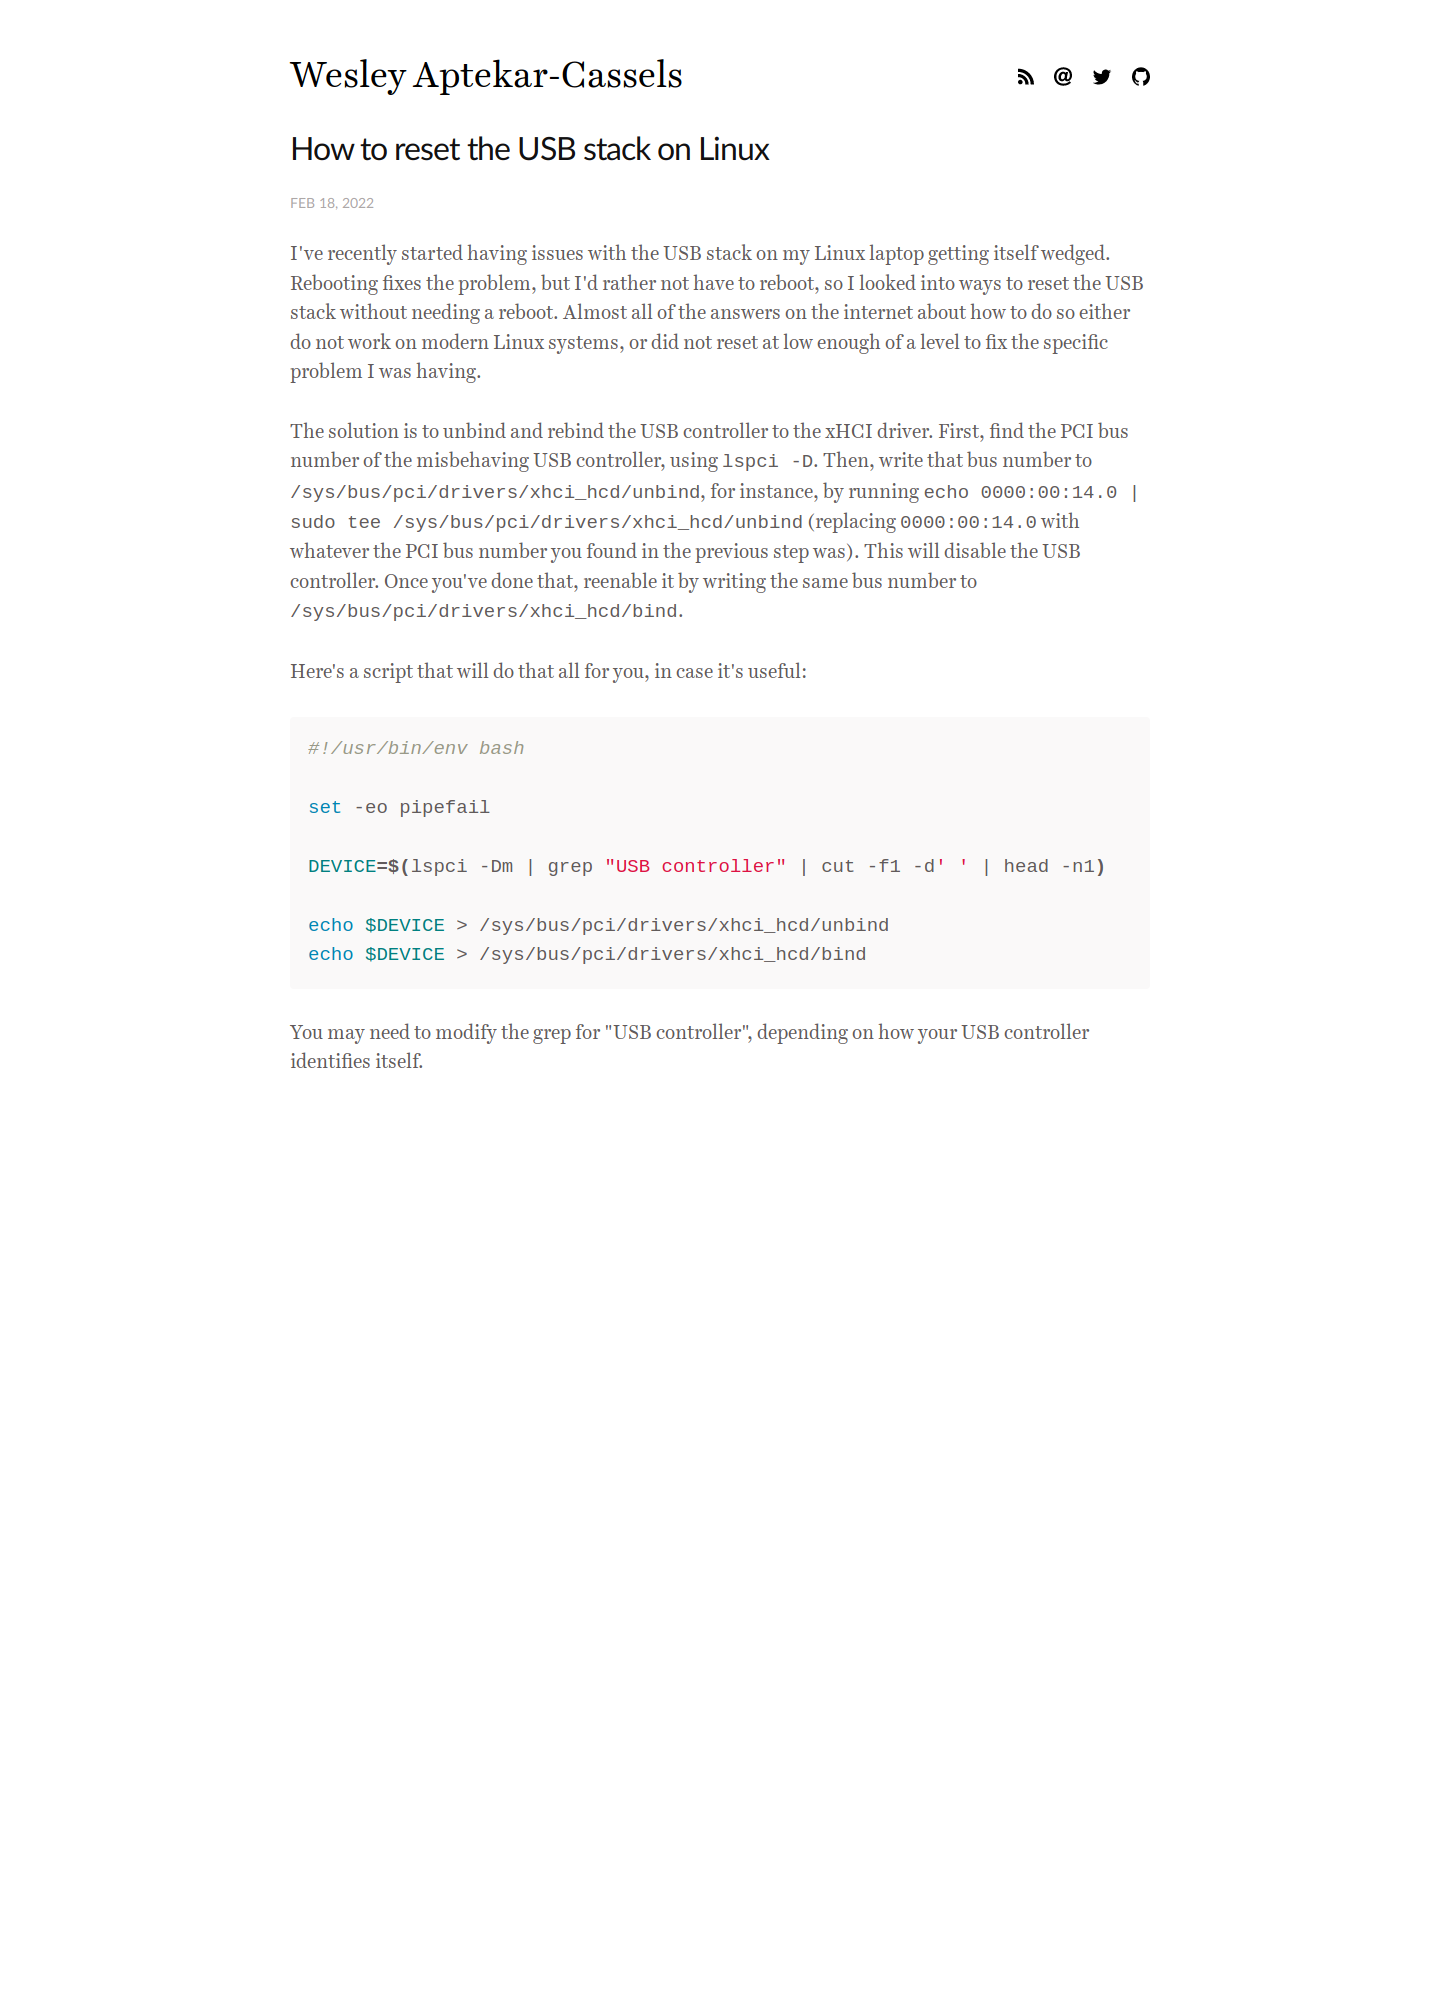 Wesley Aptekar-Cassels
How to reset the USB stack on Linux
FEB 18, 2022
I've recently started having issues with the USB stack on my Linux laptop getting itself wedged.
Rebooting fixes the problem, but I'd rather not have to reboot, so I looked into ways to reset the USB
stack without needing a reboot. Almost all of the answers on the internet about how to do so either
do not work on modern Linux systems, or did not reset at low enough of a level to fix the specific
problem I was having.
The solution is to unbind and rebind the USB controller to the xHCI driver. First, find the PCI bus
number of the misbehaving USB controller, using lspci -D. Then, write that bus number to
/sys/bus/pci/drivers/xhci_hcd/unbind, for instance, by running echo 0000:00:14.0 |
sudo tee /sys/bus/pci/drivers/xhci_hcd/unbind (replacing 0000:00:14.0 with
whatever the PCI bus number you found in the previous step was). This will disable the USB
controller. Once you've done that, reenable it by writing the same bus number to
/sys/bus/pci/drivers/xhci_hcd/bind.
Here's a script that will do that all for you, in case it's useful:
#!/usr/bin/env bash
set -eo pipefail
DEVICE=$(lspci -Dm | grep "USB controller" | cut -f1 -d' ' | head -n1)
echo $DEVICE > /sys/bus/pci/drivers/xhci_hcd/unbind
echo $DEVICE > /sys/bus/pci/drivers/xhci_hcd/bind
You may need to modify the grep for "USB controller", depending on how your USB controller
identifies itself.